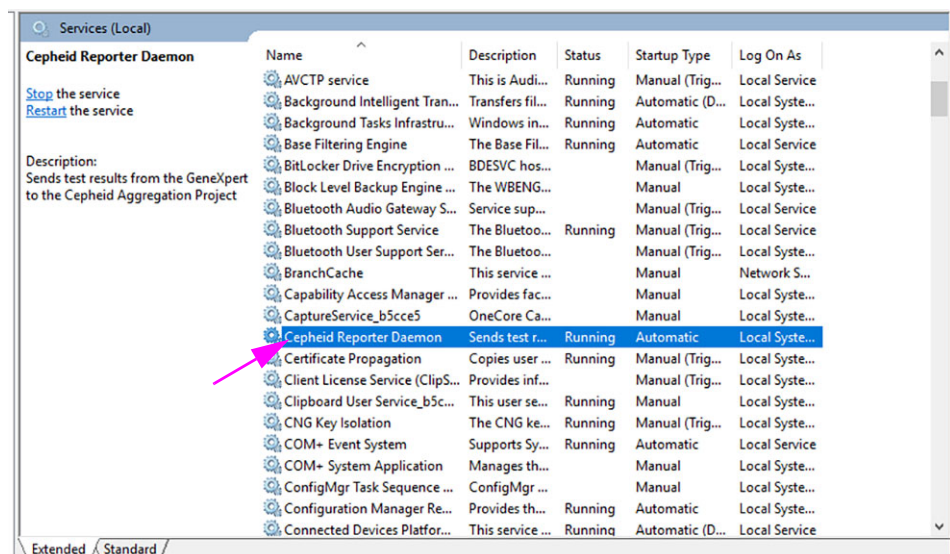 Services (Local)
Cepheid Reporter Daemon
Stop the service
Restart the service
Description:
Sends test results from the GeneXpert
to the Cepheid Aggregation Project
Name Description Status Startup Type Log On As
AVCTP service This is Audi... Running Manual (Trig... Local Service
Background Intelligent Tran... Transfers fil... Running Automatic (D... Local Syste...
Background Tasks Infrastru... Windows in... Running Automatic Local Syste...
Base Filtering Engine The Base Fil... Running Automatic Local Service
BitLocker Drive Encryption ... BDESVC hos... Manual (Trig... Local Syste...
Block Level Backup Engine ... The WBENG... Manual Local Syste...
Bluetooth Audio Gateway S... Service sup... Manual (Trig... Local Service
Bluetooth Support Service The Bluetoo... Running Manual (Trig... Local Service
Bluetooth User Support Ser... The Bluetoo... Manual (Trig... Local Syste...
BranchCache This service ... Manual Network S...
Capability Access Manager ... Provides fac... Manual Local Syste...
CaptureService_b5cce5 OneCore Ca... Manual Local Syste...
Cepheid Reporter Daemon Sends test r... Running Automatic Local Syste...
Certificate Propagation Copies user ... Running Manual (Trig... Local Syste...
Client License Service (ClipS... Provides inf... Manual (Trig... Local Syste...
Clipboard User Service_b5c... This user se... Running Manual Local Syste...
CNG Key Isolation The CNG ke... Running Manual (Trig... Local Syste...
COM+ Event System Supports Sy... Running Automatic Local Service
COM+ System Application Manages th... Manual Local Syste...
ConfigMgr Task Sequence ... ConfigMgr ... Manual Local Syste...
Configuration Manager Re... Provides th... Running Automatic Local Syste...
Connected Devices Platfor... This service ... Running Automatic (D... Local Service
Extended Standard